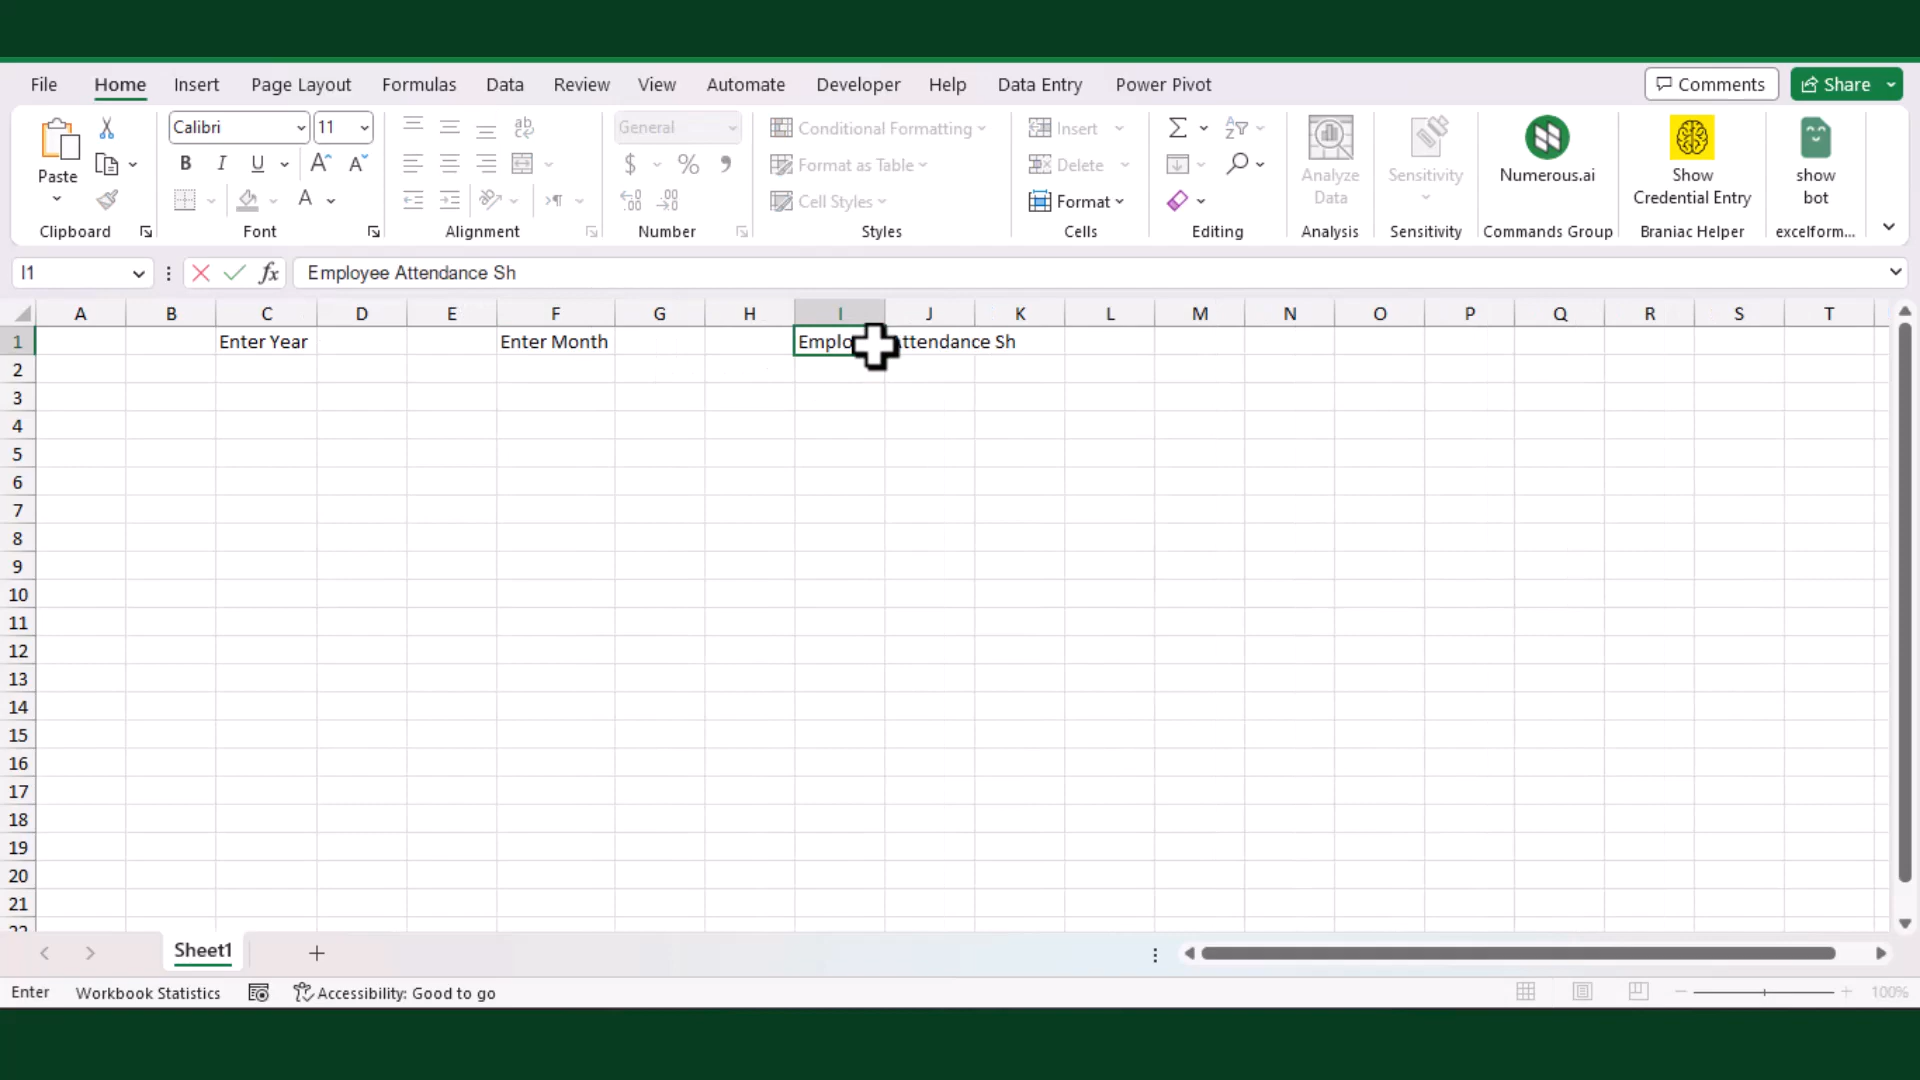 File Home Insert Page Layout Formulas Data Review View Automate Developer Help Data Entry Power Pivot Comments Share
Calibri 11 ab General Conditional Formatting Insert
Paste B I U A A $ % Format as Table Delete Analyze Data Sensitivity Numerous.ai Show Credential Entry show bot
A Cell Styles Format
Clipboard Font Alignment Number Styles Cells Editing Analysis Sensitivity Commands Group Braniac Helper excelform...
I1 fx Employee Attendance Sh
A B C D E F G H I J K L M N O P Q R S T
1 Enter Year Enter Month Emplo ttendance Sh
2
3
4
5
6
7
8
9
10
11
12
13
14
15
16
17
18
19
20
21
22
Sheet1
Enter Workbook Statistics Accessibility: Good to go 100%